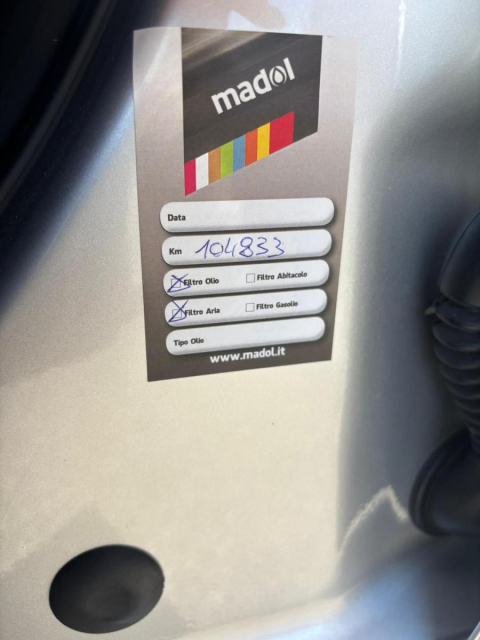 madol
Data
Km 104833
Filtro Olio Filtro Abitacolo
Filtro Aria Filtro Gasolio
Tipo Olio
www.madol.it